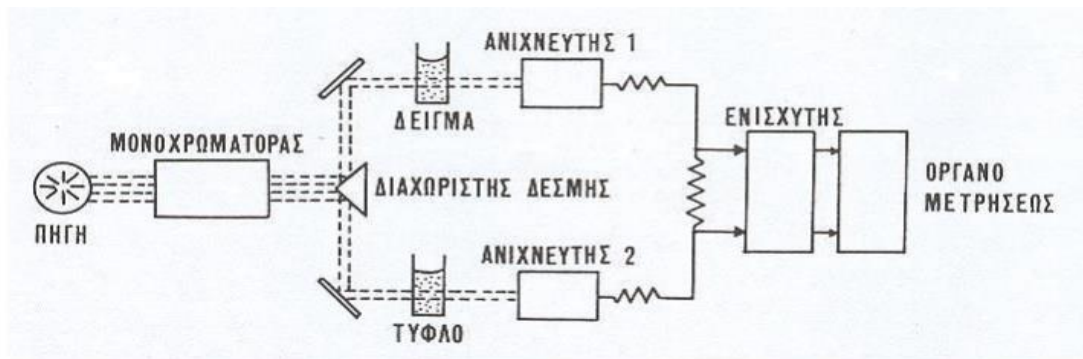 ΑΝΙΧΝΕΥΤΗΣ 1
ΔΕΙΓΜΑ
ΕΝΙΣΧΥΤΗΣ
ΜΟΝΟΧΡΩΜΑΤΟΡΑΣ
ΔΙΑΧΩΡΙΣΤΗΣ ΔΕΣΜΗΣ
ΟΡΓΑΝΟ
ΜΕΤΡΗΣΕΩΣ
ΠΗΓΗ
ΑΝΙΧΝΕΥΤΗΣ 2
ΤΥΦΛΟ